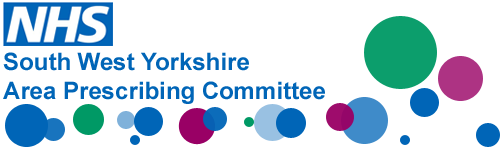 NHS
South West Yorkshire
Area Prescribing Committee